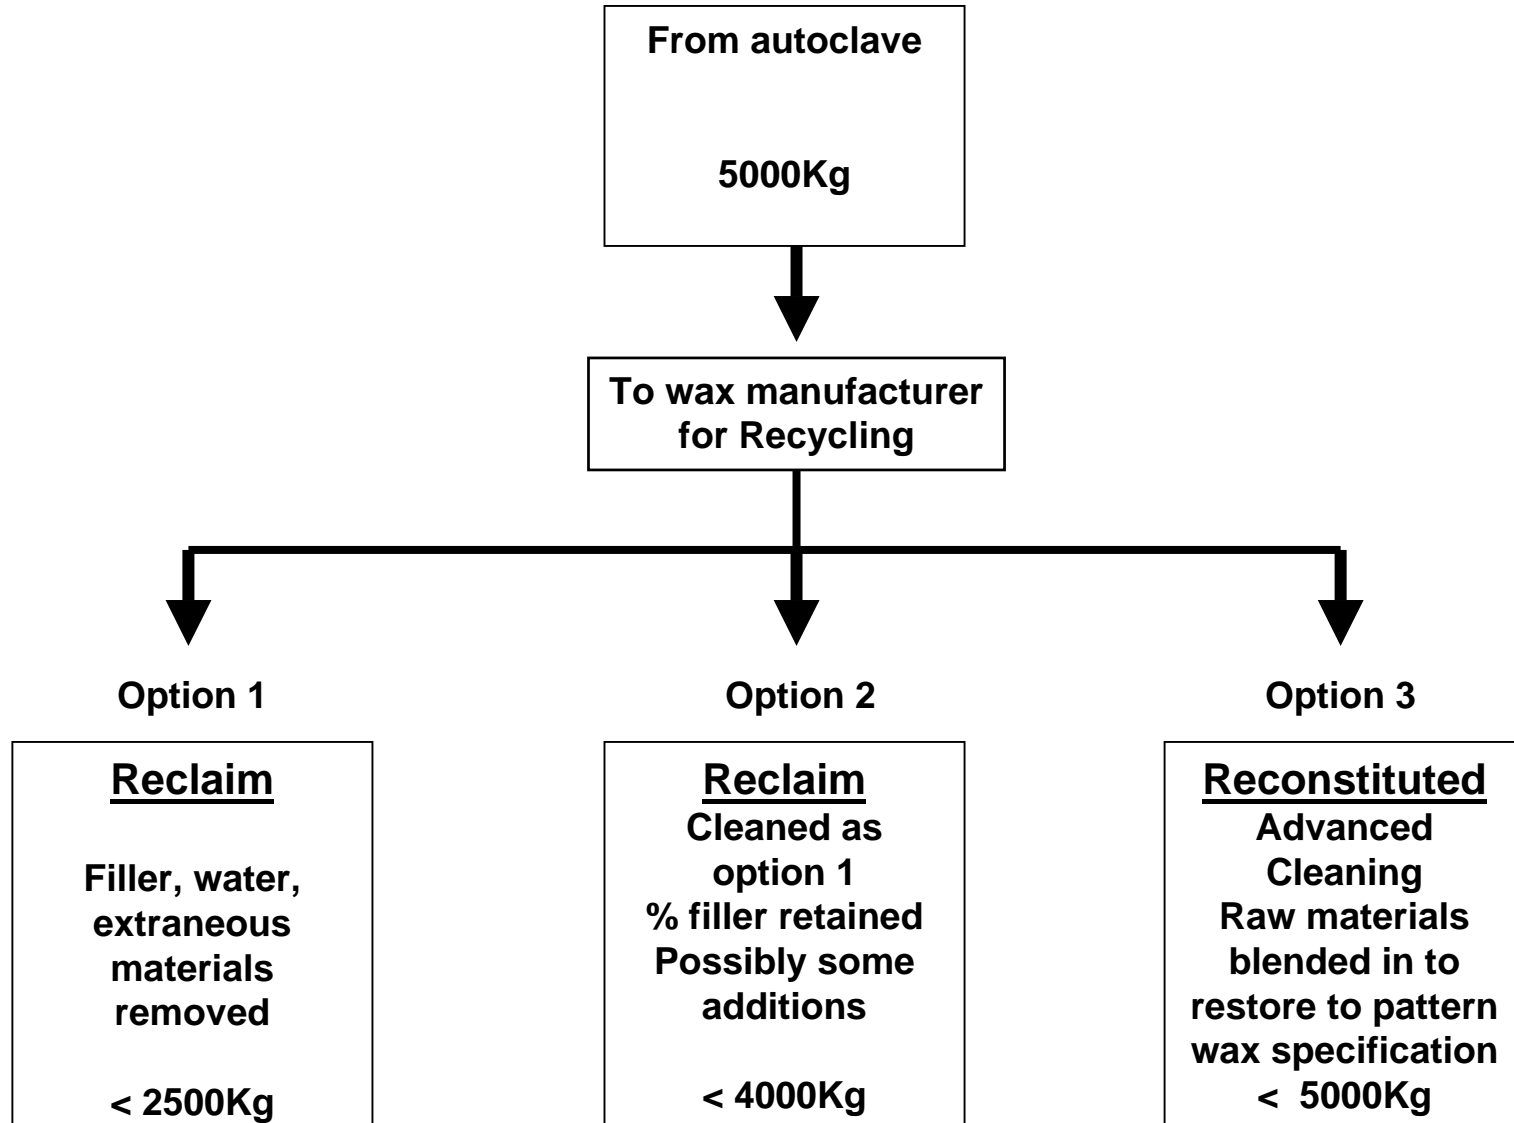 From autoclave
5000Kg
To wax manufacturer
for Recycling
Option 1
Option 2
Option 3
Reclaim
Filler, water,
extraneous
materials
removed
< 2500Kg
Reclaim
Cleaned as
option 1
% filler retained
Possibly some
additions
< 4000Kg
Reconstituted
Advanced
Cleaning
Raw materials
blended in to
restore to pattern
wax specification
< 5000Kg